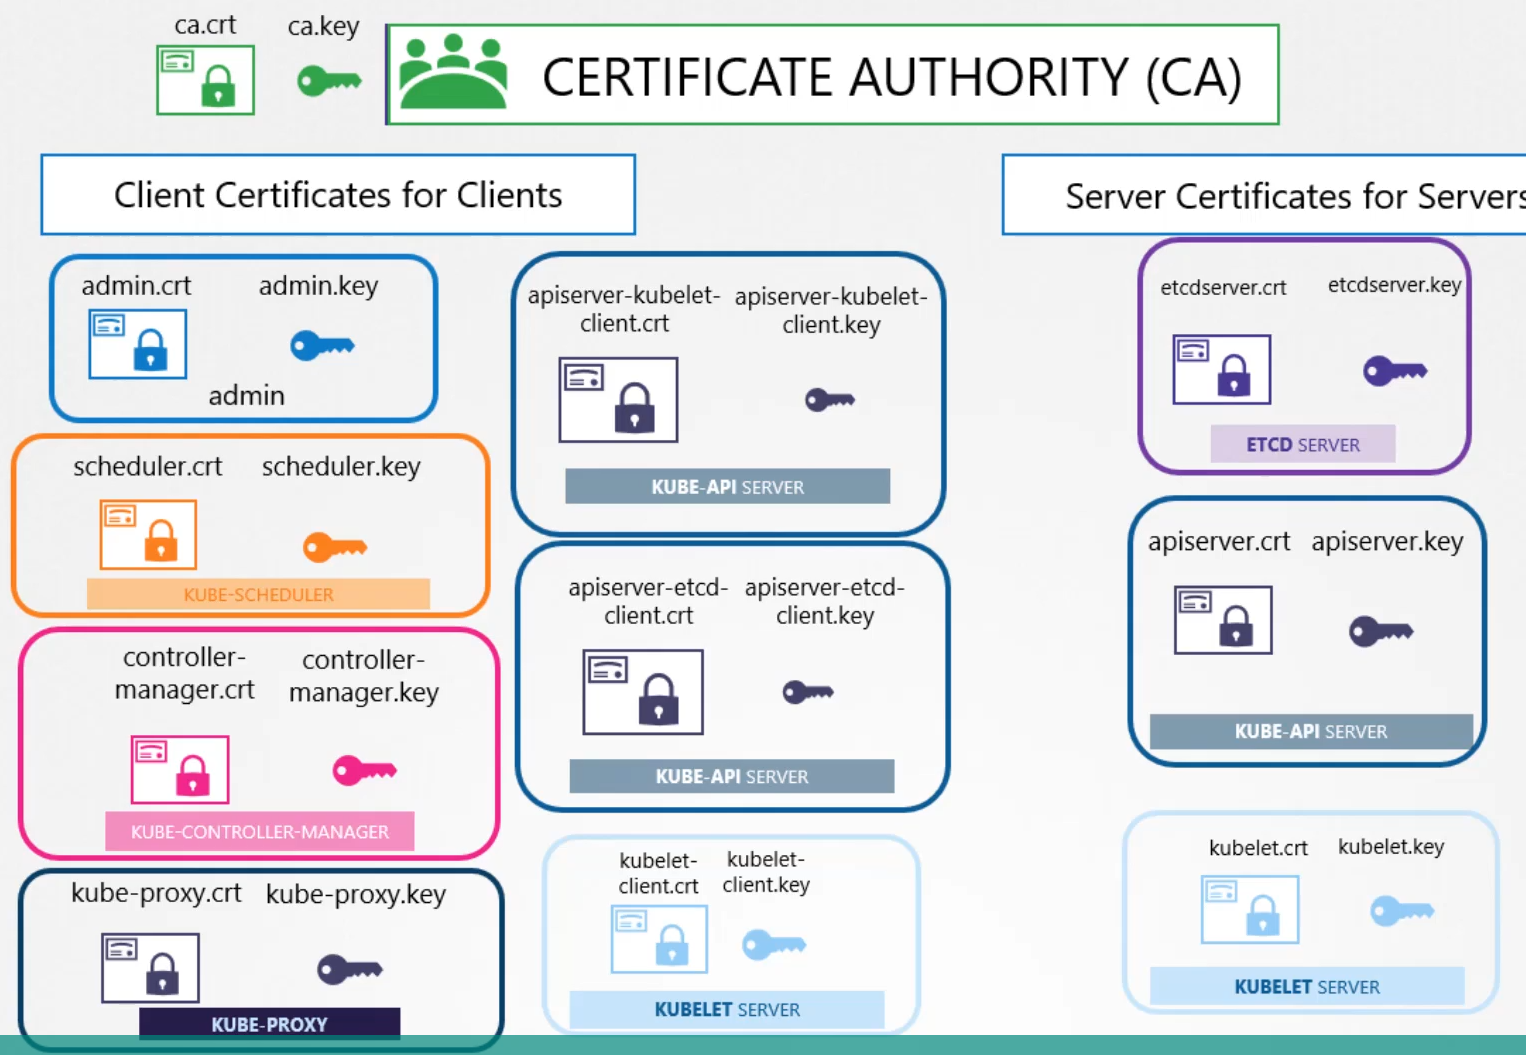 ca.crt
ca.key
CERTIFICATE AUTHORITY (CA)
Client Certificates for Clients
Server Certificates for Servers
admin.crt
admin.key
admin
scheduler.crt
scheduler.key
KUBE-SCHEDULER
controller-
manager.crt
controller-
manager.key
KUBE-CONTROLLER-MANAGER
kube-proxy.crt
kube-proxy.key
KUBE-PROXY
apiserver-kubelet-
client.crt
apiserver-kubelet-
client.key
KUBE-API SERVER
apiserver-etcd-
client.crt
apiserver-etcd-
client.key
KUBE-API SERVER
kubelet-
client.crt
kubelet-
client.key
KUBELET SERVER
etcdserver.crt
etcdserver.key
ETCD SERVER
apiserver.crt
apiserver.key
KUBE-API SERVER
kubelet.crt
kubelet.key
KUBELET SERVER